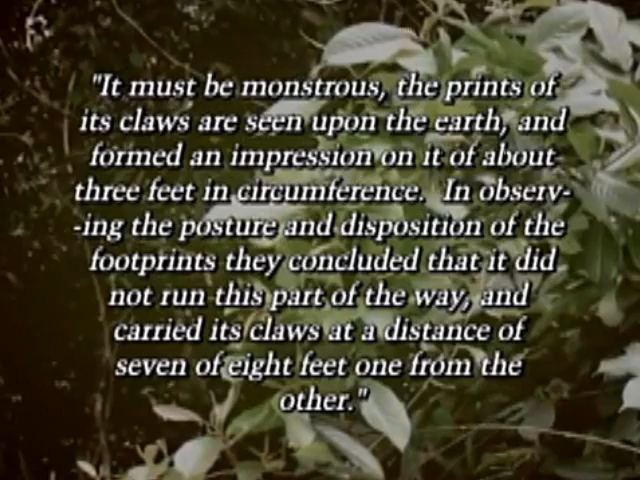 "It must be monstrous, the prints of
its claws are seen upon the earth, and
formed an impression on it of about
three feet in circumference. In observ-
-ing the posture and disposition of the
footprints they concluded that it did
not run this part of the way, and
carried its claws at a distance of
seven of eight feet one from the
other."